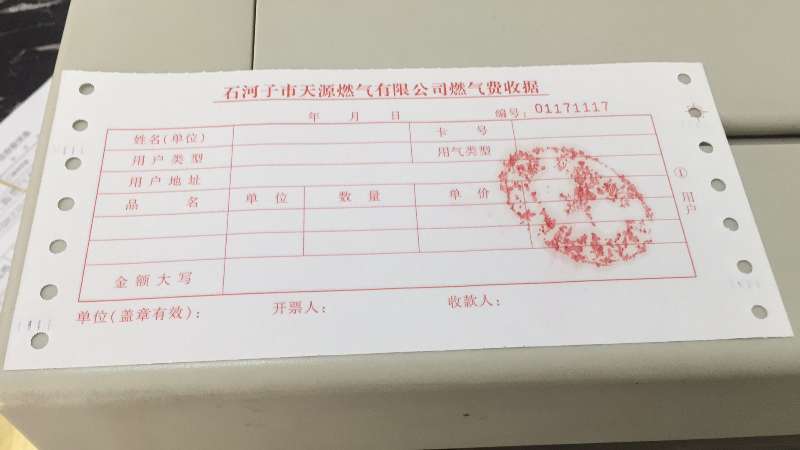 石河子市天源燃气有限公司燃气费收据
年 月 日 编号: 01171117
姓名(单位) 卡 号
用户类型 用气类型
用户地址
品 名 单 位 数 量 单 价
金额大写
① 用户
单位(盖章有效): 开票人: 收款人: